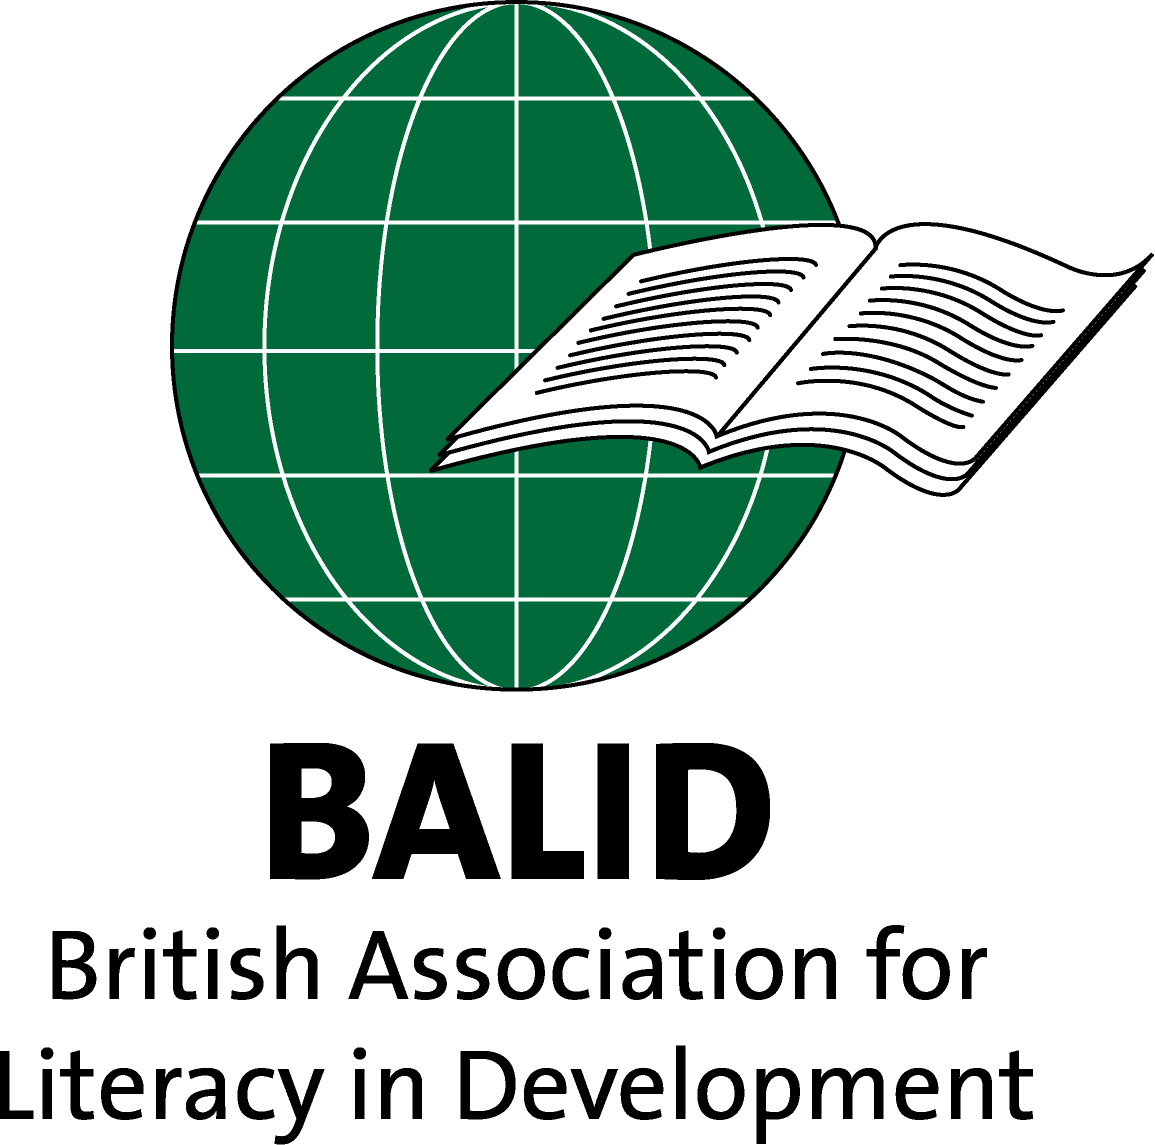 BALID
British Association for
Literacy in Development